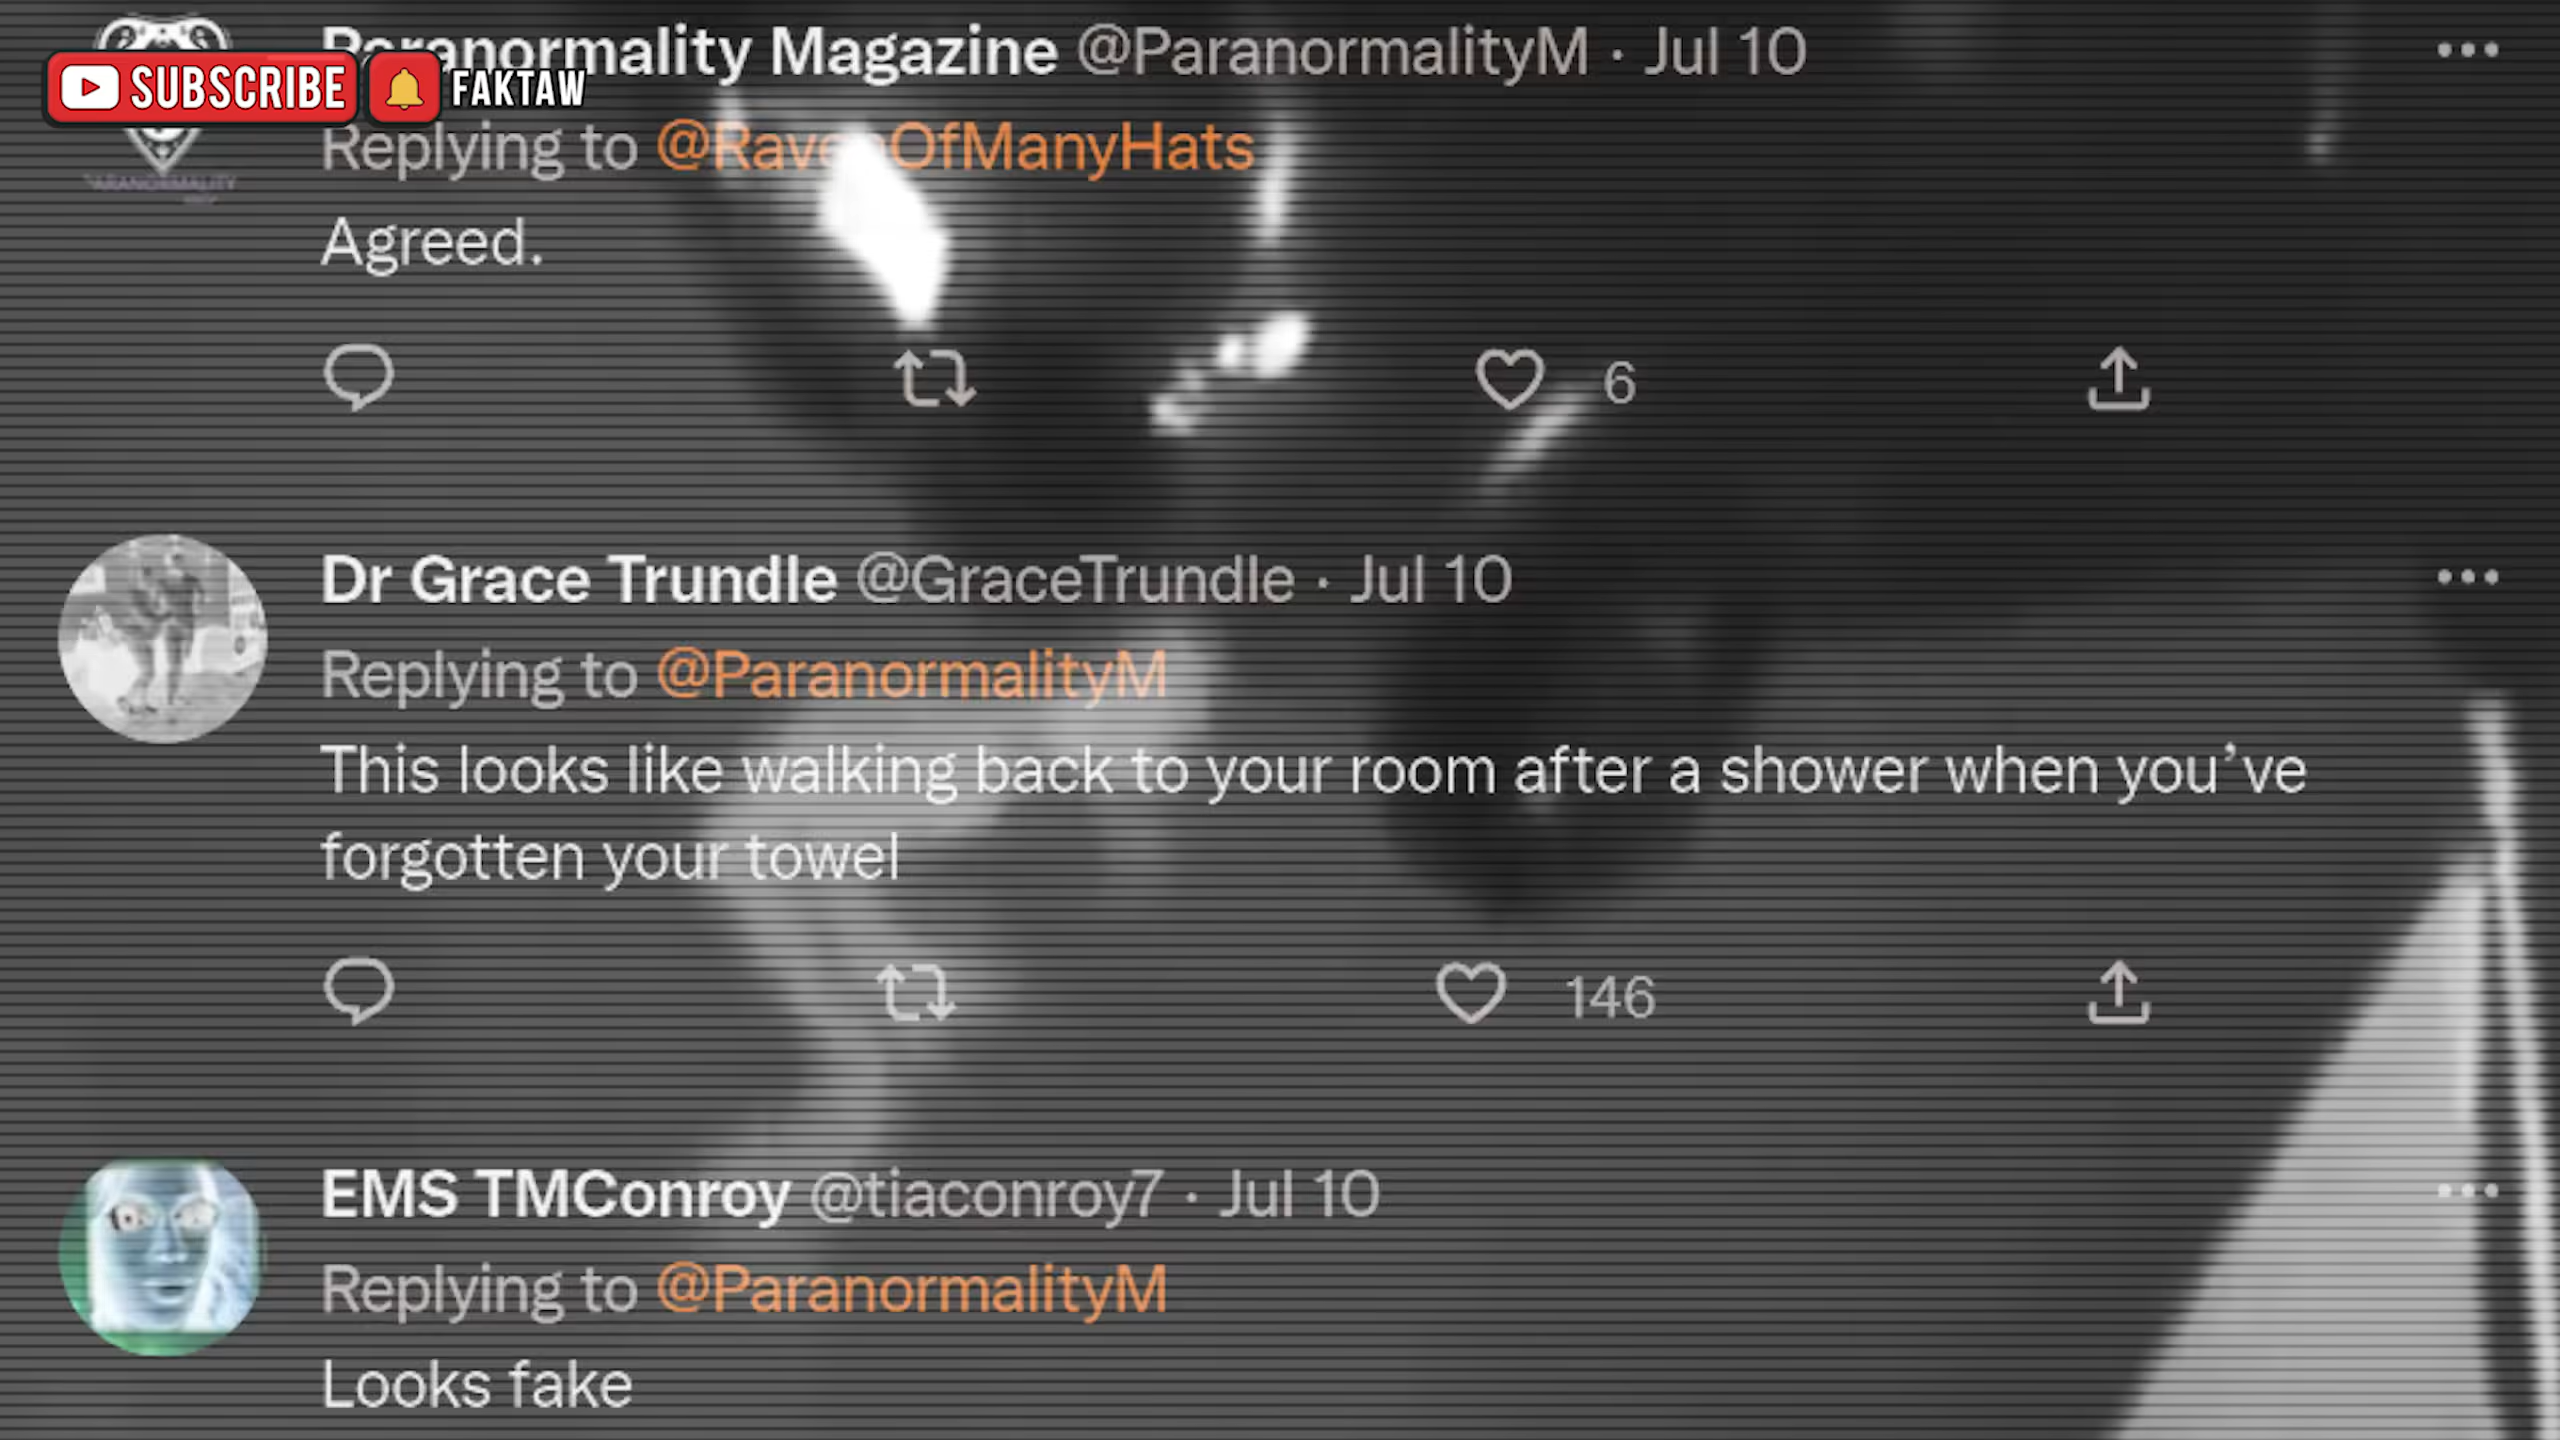 Paranormality Magazine @ParanormalityM · Jul 10
SUBSCRIBE FAKTAW
Replying to @RavenOfManyHats
PARANORMALITY
Agreed.
6
Dr Grace Trundle @GraceTrundle · Jul 10
Replying to @ParanormalityM
This looks like walking back to your room after a shower when you’ve
forgotten your towel
146
EMS TMConroy @tiaconroy7 · Jul 10
Replying to @ParanormalityM
Looks fake